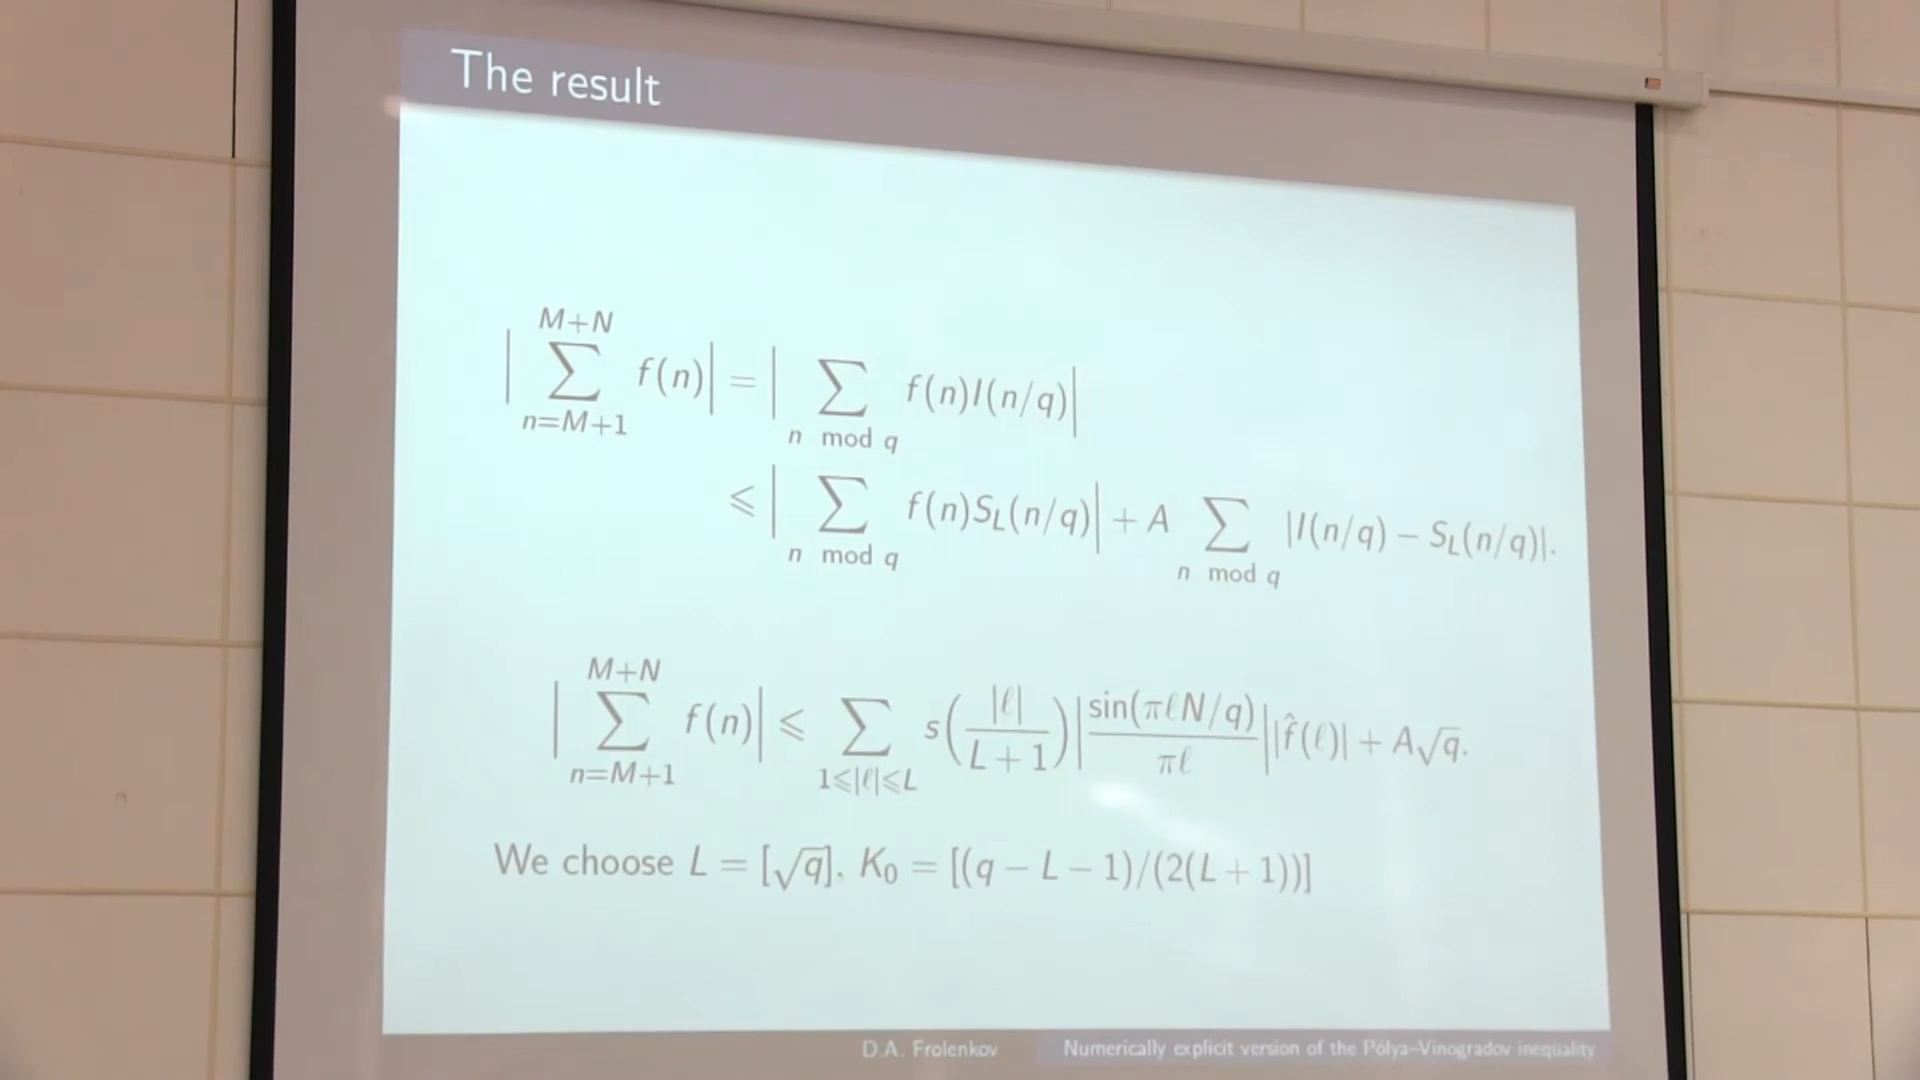 The result
|∑_{n=M+1}^{M+N} f(n)| = |∑_{n mod q} f(n)I(n/q)|
⩽ |∑_{n mod q} f(n)S_L(n/q)| + A ∑_{n mod q} |I(n/q) − S_L(n/q)|.
|∑_{n=M+1}^{M+N} f(n)| ⩽ ∑_{1⩽|ℓ|⩽L} s(|ℓ|/(L+1)) |sin(πℓN/q)/(πℓ)| |f̂(ℓ)| + A√q.
We choose L = [√q]. K_0 = [(q − L − 1)/(2(L + 1))]
D.A. Frolenkov Numerically explicit version of the Pólya–Vinogradov inequality